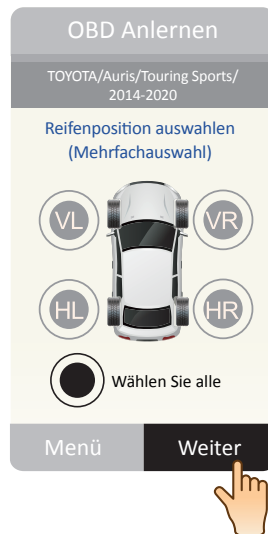 OBD Anlernen
TOYOTA/Auris/Touring Sports/
2014-2020
Reifenposition auswählen
(Mehrfachauswahl)
VL VR
HL HR
Wählen Sie alle
Menü Weiter